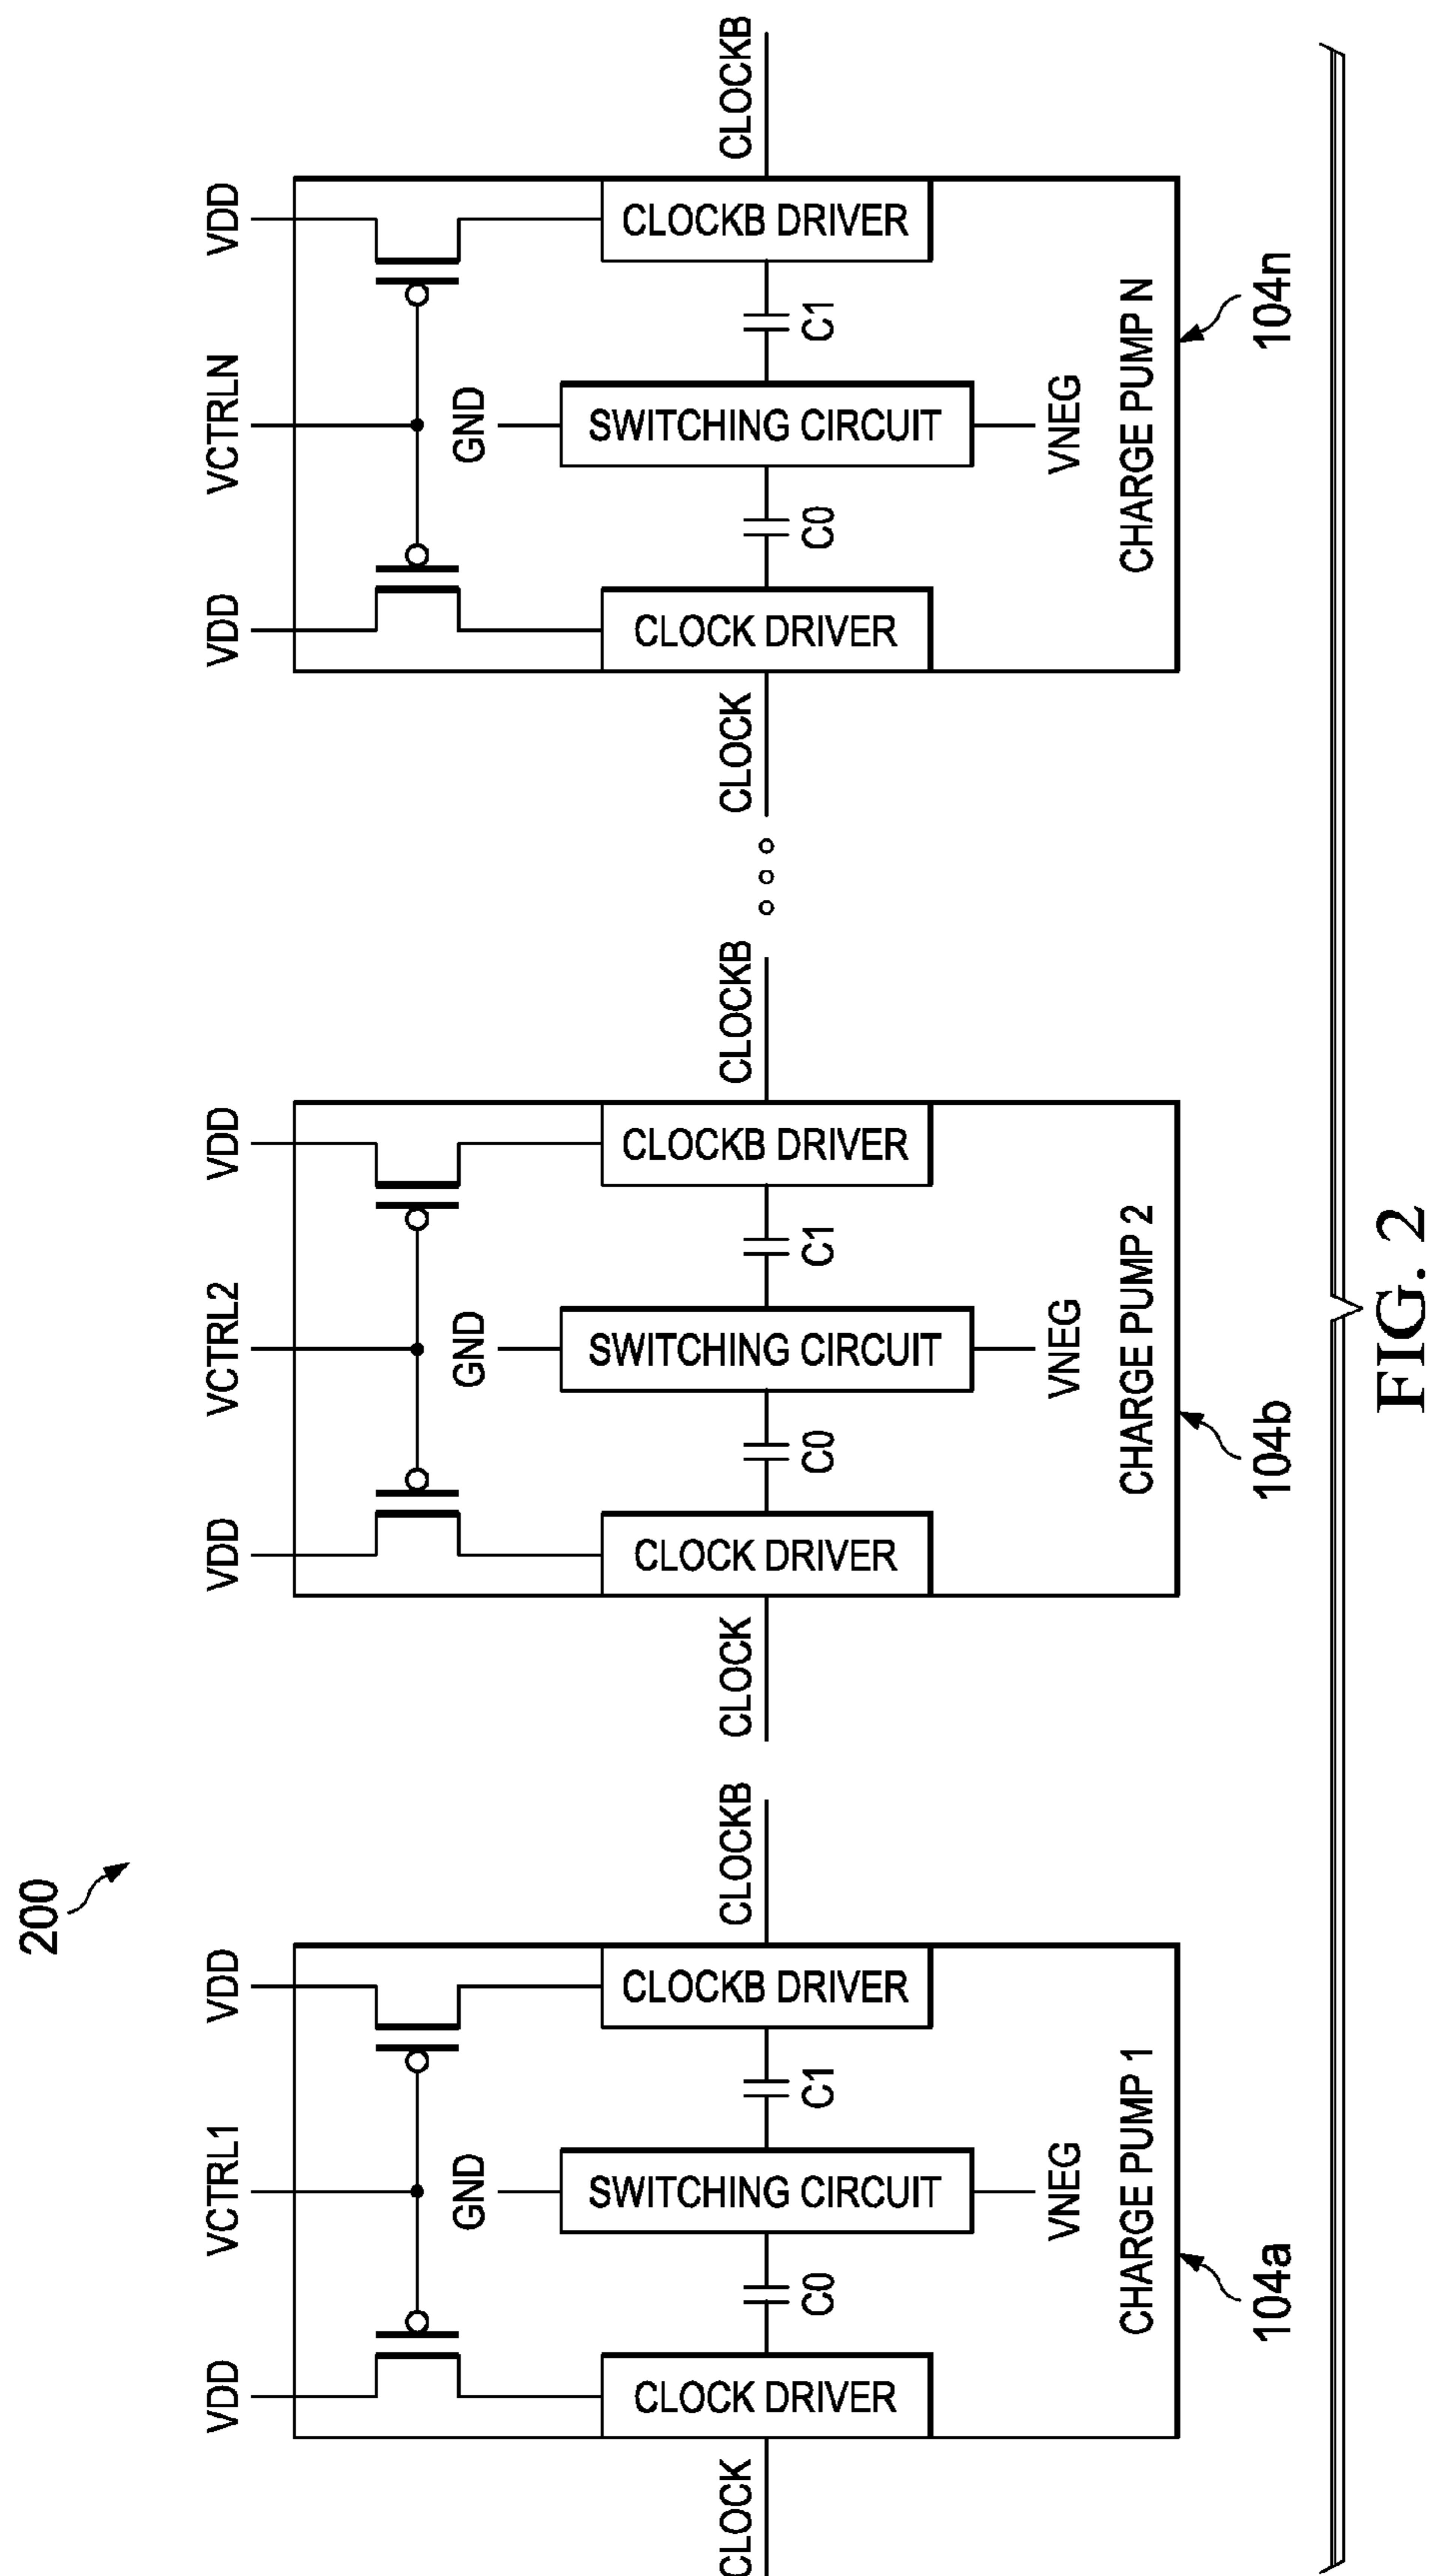 200
VDD
VCTRL1
VDD
GND
CLOCK
CLOCK DRIVER
C0
SWITCHING CIRCUIT
C1
CLOCKB DRIVER
CLOCKB
VNEG
CHARGE PUMP 1
104a
VDD
VCTRL2
VDD
GND
CLOCK
CLOCK DRIVER
C0
SWITCHING CIRCUIT
C1
CLOCKB DRIVER
CLOCKB
VNEG
CHARGE PUMP 2
104b
VDD
VCTRLN
VDD
GND
CLOCK
CLOCK DRIVER
C0
SWITCHING CIRCUIT
C1
CLOCKB DRIVER
CLOCKB
VNEG
CHARGE PUMP N
104n
FIG. 2